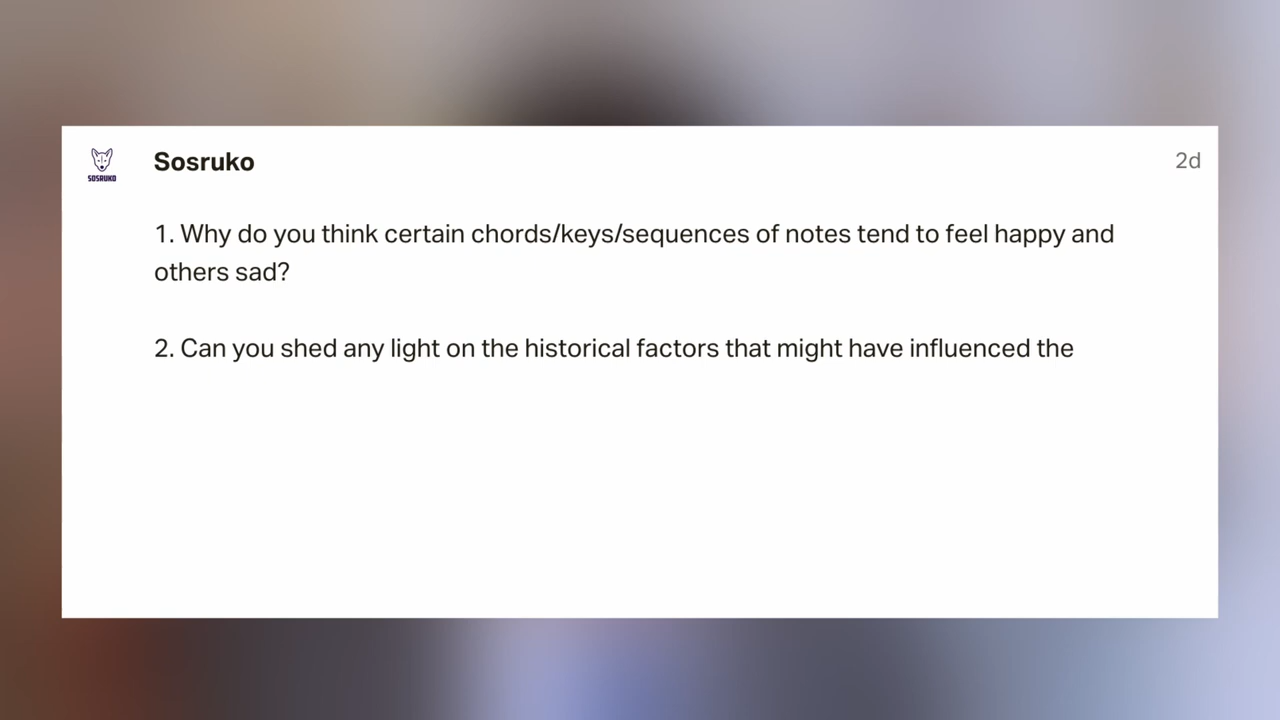 Sosruko
2d
SOSRUKO
1. Why do you think certain chords/keys/sequences of notes tend to feel happy and
others sad?
2. Can you shed any light on the historical factors that might have influenced the